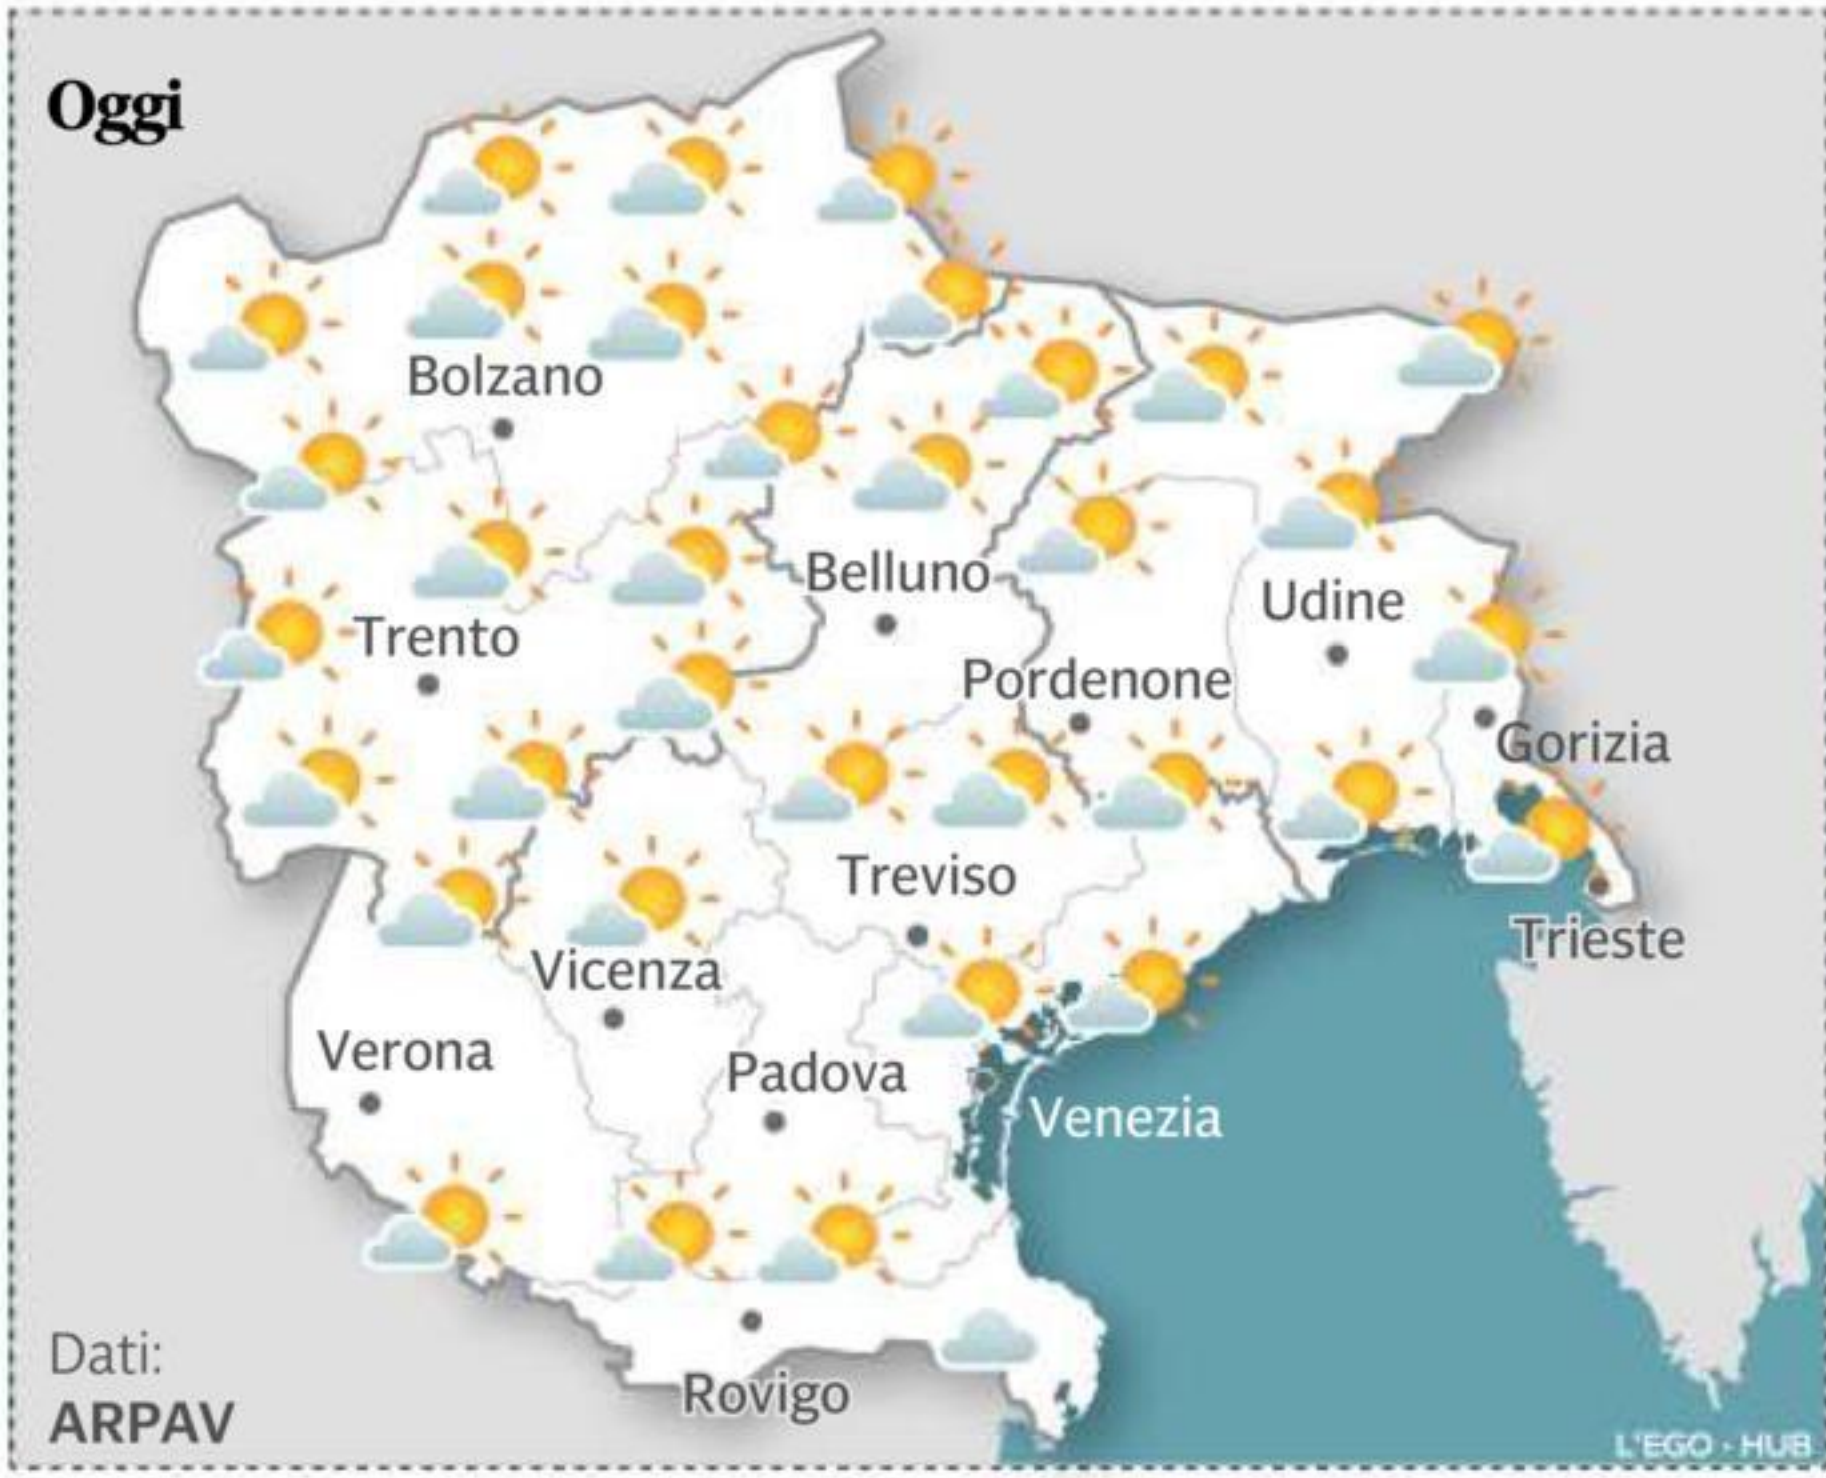 Oggi
Bolzano
Belluno
Udine
Trento
Pordenone
Gorizia
Treviso
Trieste
Vicenza
Verona
Padova
Venezia
Dati:
ARPAV
Rovigo
L'EGO - HUB